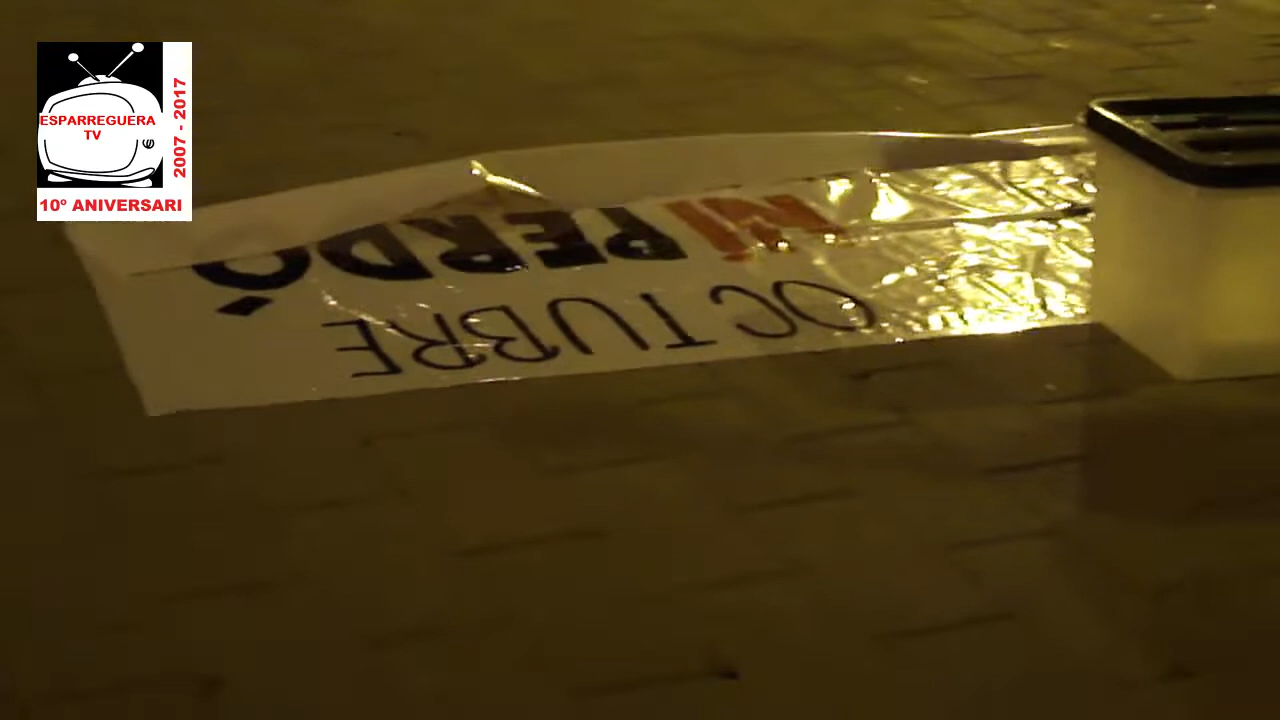 ESPARREGUERA
TV
2007 - 2017
10º ANIVERSARI
OCTUBRE
NI PERDÓ